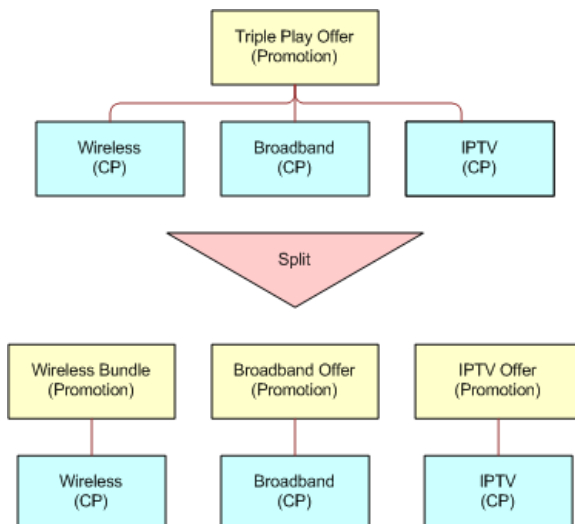 Triple Play Offer
(Promotion)
Wireless
(CP)
Broadband
(CP)
IPTV
(CP)
Split
Wireless Bundle
(Promotion)
Broadband Offer
(Promotion)
IPTV Offer
(Promotion)
Wireless
(CP)
Broadband
(CP)
IPTV
(CP)